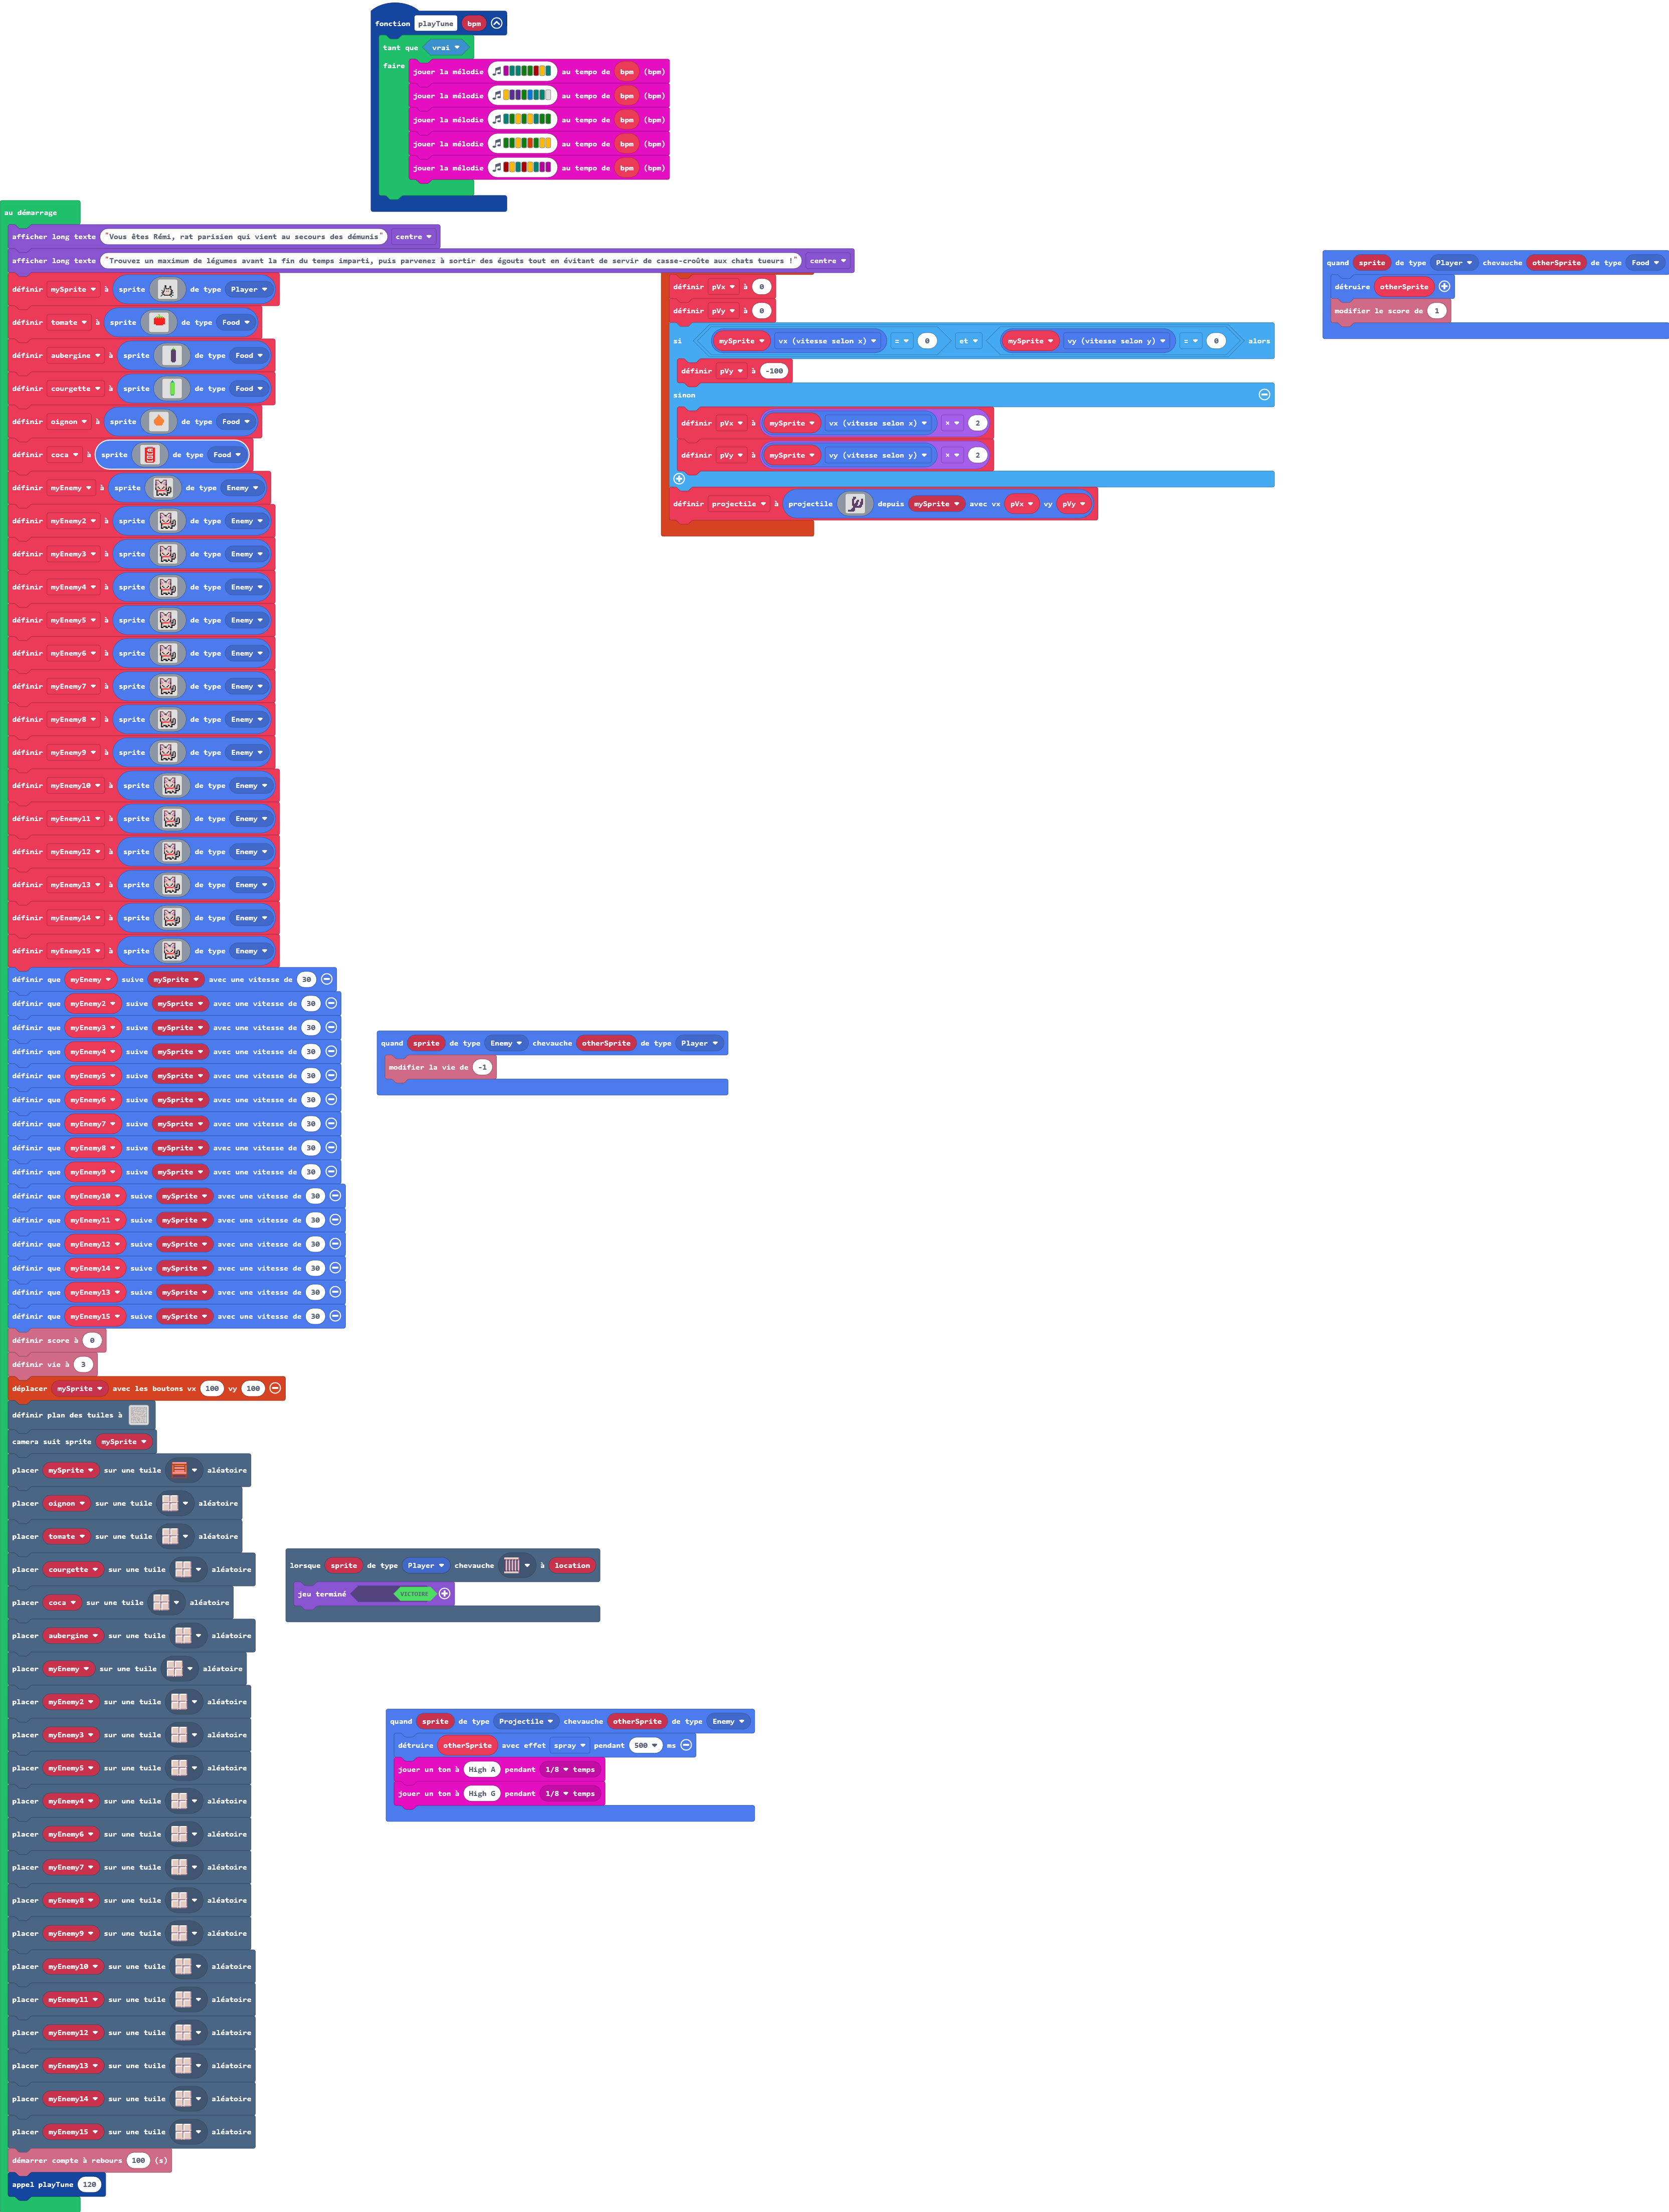 fonction playTune bpm
tant que vrai
faire
jouer la mélodie au tempo de bpm (bpm)
jouer la mélodie au tempo de bpm (bpm)
jouer la mélodie au tempo de bpm (bpm)
jouer la mélodie au tempo de bpm (bpm)
jouer la mélodie au tempo de bpm (bpm)
au démarrage
afficher long texte "Vous êtes Rémi, rat parisien qui vient au secours des démunis" centre
afficher long texte "Trouvez un maximum de légumes avant la fin du temps imparti, puis parvenez à sortir des égouts tout en évitant de servir de casse-croûte aux chats tueurs !" centre
définir mySprite à sprite de type Player
définir tomate à sprite de type Food
définir aubergine à sprite de type Food
définir courgette à sprite de type Food
définir oignon à sprite de type Food
définir coca à sprite de type Food
définir myEnemy à sprite de type Enemy
définir myEnemy2 à sprite de type Enemy
définir myEnemy3 à sprite de type Enemy
définir myEnemy4 à sprite de type Enemy
définir myEnemy5 à sprite de type Enemy
définir myEnemy6 à sprite de type Enemy
définir myEnemy7 à sprite de type Enemy
définir myEnemy8 à sprite de type Enemy
définir myEnemy9 à sprite de type Enemy
définir myEnemy10 à sprite de type Enemy
définir myEnemy11 à sprite de type Enemy
définir myEnemy12 à sprite de type Enemy
définir myEnemy13 à sprite de type Enemy
définir myEnemy14 à sprite de type Enemy
définir myEnemy15 à sprite de type Enemy
définir que myEnemy suive mySprite avec une vitesse de 30
définir que myEnemy2 suive mySprite avec une vitesse de 30
définir que myEnemy3 suive mySprite avec une vitesse de 30
définir que myEnemy4 suive mySprite avec une vitesse de 30
définir que myEnemy5 suive mySprite avec une vitesse de 30
définir que myEnemy6 suive mySprite avec une vitesse de 30
définir que myEnemy7 suive mySprite avec une vitesse de 30
définir que myEnemy8 suive mySprite avec une vitesse de 30
définir que myEnemy9 suive mySprite avec une vitesse de 30
définir que myEnemy10 suive mySprite avec une vitesse de 30
définir que myEnemy11 suive mySprite avec une vitesse de 30
définir que myEnemy12 suive mySprite avec une vitesse de 30
définir que myEnemy14 suive mySprite avec une vitesse de 30
définir que myEnemy13 suive mySprite avec une vitesse de 30
définir que myEnemy15 suive mySprite avec une vitesse de 30
définir score à 0
définir vie à 3
déplacer mySprite avec les boutons vx 100 vy 100
définir plan des tuiles à
camera suit sprite mySprite
placer mySprite sur une tuile aléatoire
placer oignon sur une tuile aléatoire
placer tomate sur une tuile aléatoire
placer courgette sur une tuile aléatoire
placer coca sur une tuile aléatoire
placer aubergine sur une tuile aléatoire
placer myEnemy sur une tuile aléatoire
placer myEnemy2 sur une tuile aléatoire
placer myEnemy3 sur une tuile aléatoire
placer myEnemy5 sur une tuile aléatoire
placer myEnemy4 sur une tuile aléatoire
placer myEnemy6 sur une tuile aléatoire
placer myEnemy7 sur une tuile aléatoire
placer myEnemy8 sur une tuile aléatoire
placer myEnemy9 sur une tuile aléatoire
placer myEnemy10 sur une tuile aléatoire
placer myEnemy11 sur une tuile aléatoire
placer myEnemy12 sur une tuile aléatoire
placer myEnemy13 sur une tuile aléatoire
placer myEnemy14 sur une tuile aléatoire
placer myEnemy15 sur une tuile aléatoire
démarrer compte à rebours 100 (s)
appel playTune 120
définir pVx à 0
définir pVy à 0
si mySprite vx (vitesse selon x) = 0 et mySprite vy (vitesse selon y) = 0 alors
définir pVy à -100
sinon
définir pVx à mySprite vx (vitesse selon x) × 2
définir pVy à mySprite vy (vitesse selon y) × 2
définir projectile à projectile depuis mySprite avec vx pVx vy pVy
quand sprite de type Player chevauche otherSprite de type Food
détruire otherSprite
modifier le score de 1
quand sprite de type Enemy chevauche otherSprite de type Player
modifier la vie de -1
lorsque sprite de type Player chevauche à location
jeu terminé VICTOIRE
quand sprite de type Projectile chevauche otherSprite de type Enemy
détruire otherSprite avec effet spray pendant 500 ms
jouer un ton à High A pendant 1/8 temps
jouer un ton à High G pendant 1/8 temps